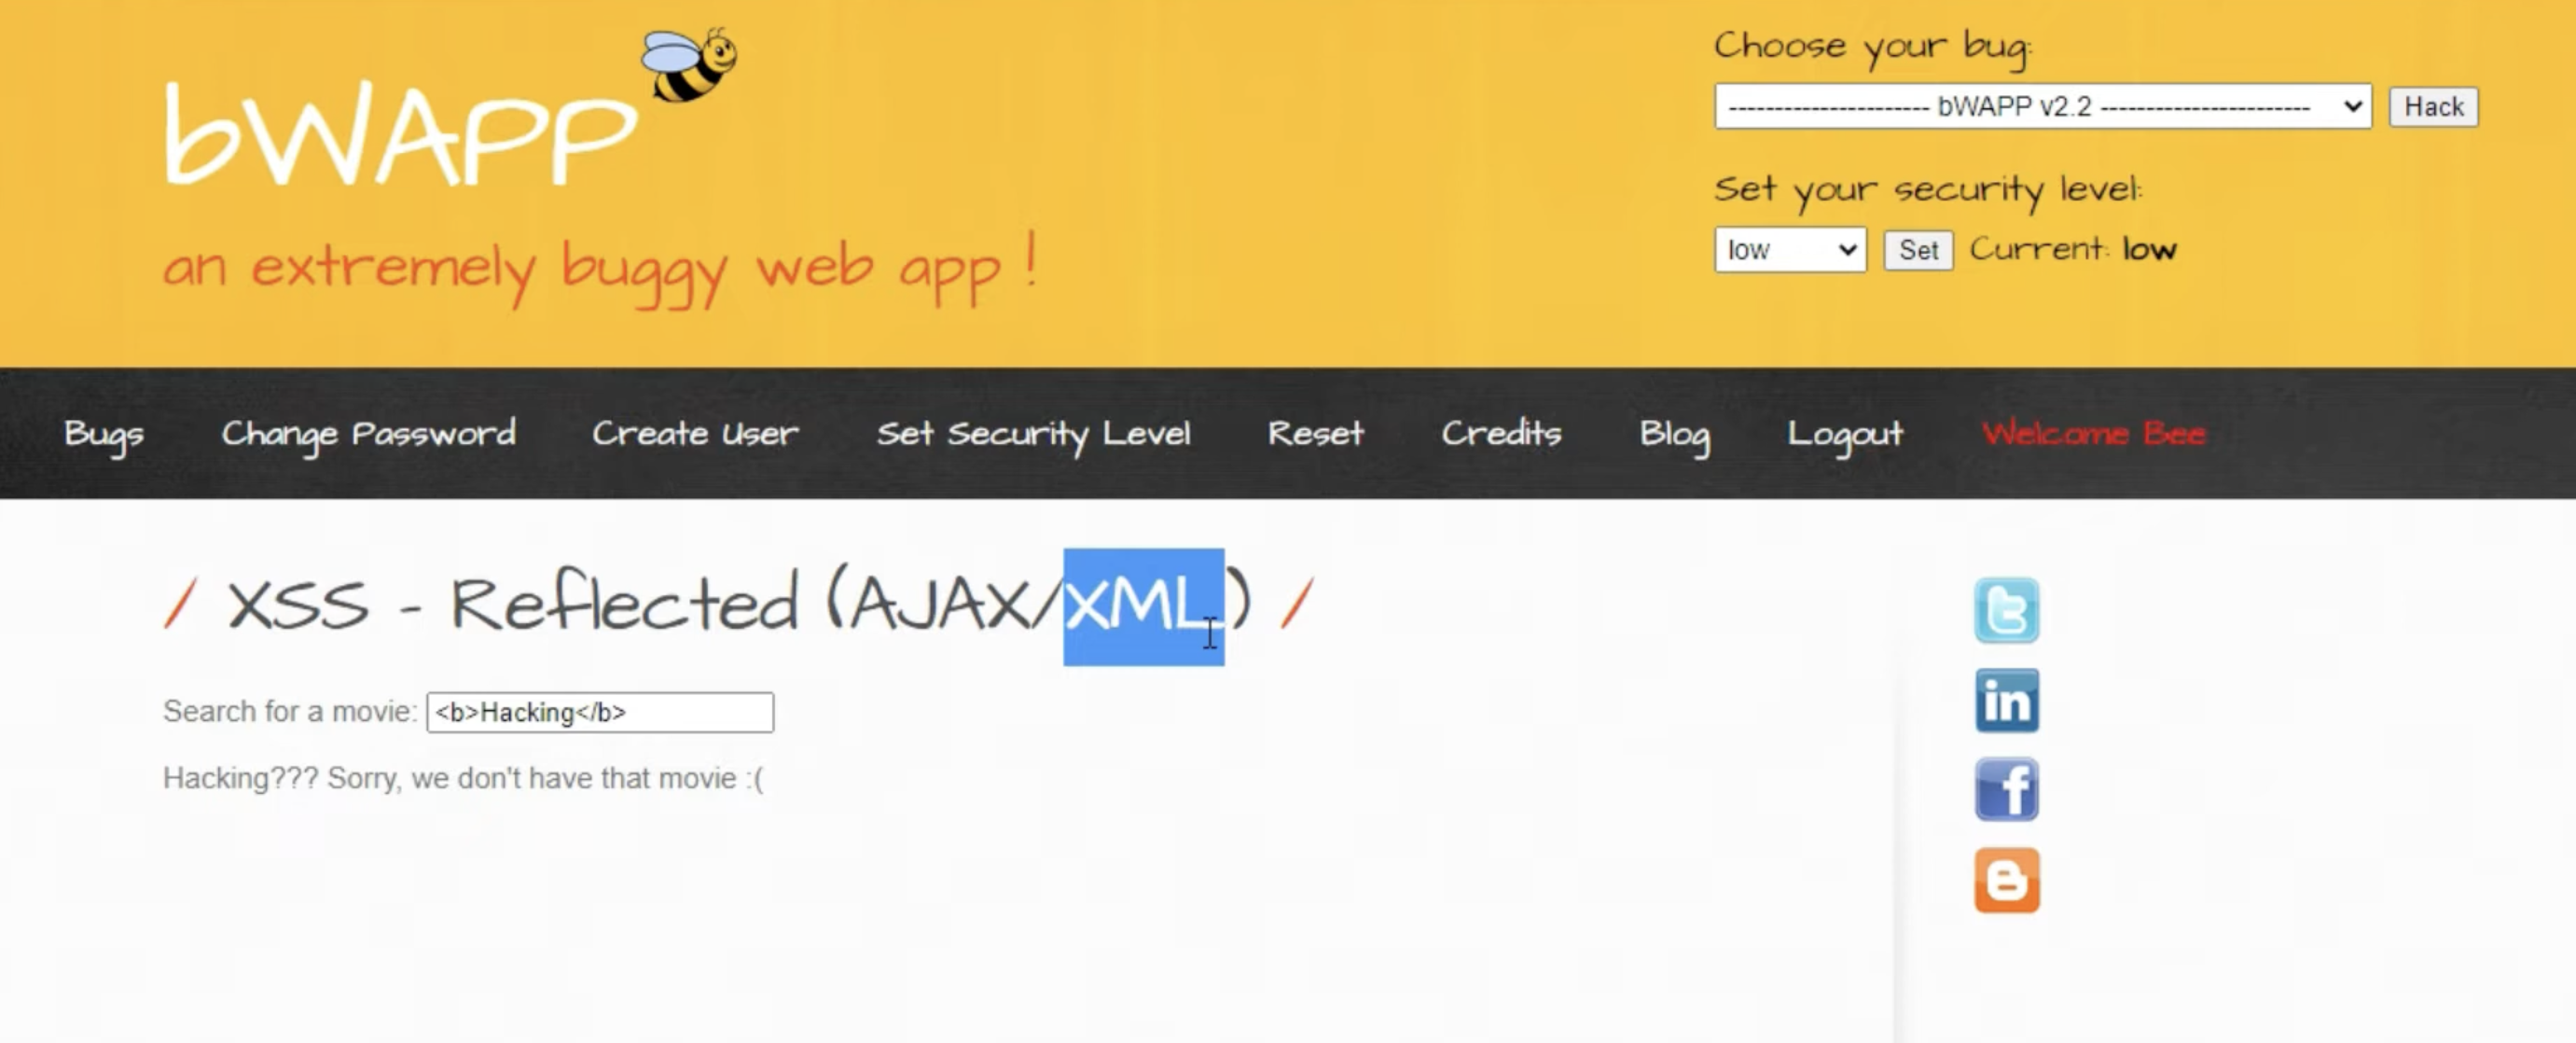 bWAPP
an extremely buggy web app !
Choose your bug:
----------------------- bWAPP v2.2 ------------------------ Hack
Set your security level:
low Set Current: low
Bugs Change Password Create User Set Security Level Reset Credits Blog Logout Welcome Bee
/ XSS - Reflected (AJAX/XML) /
Search for a movie: <b>Hacking</b>
Hacking??? Sorry, we don't have that movie :(
t
in
f
B